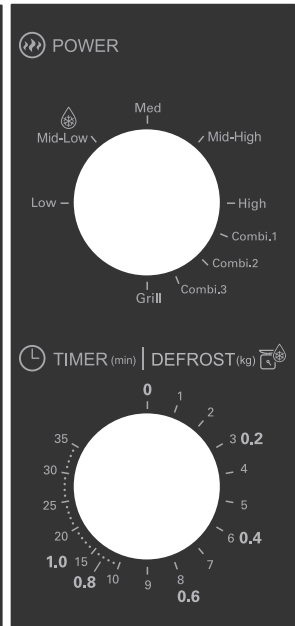 POWER
Med
Mid-Low
Mid-High
Low
High
Combi.1
Combi.2
Combi.3
Grill
TIMER (min) | DEFROST (kg)
0
1
2
3 0.2
4
5
6 0.4
7
8
0.6
9
10
0.8
15
1.0
20
25
30
35